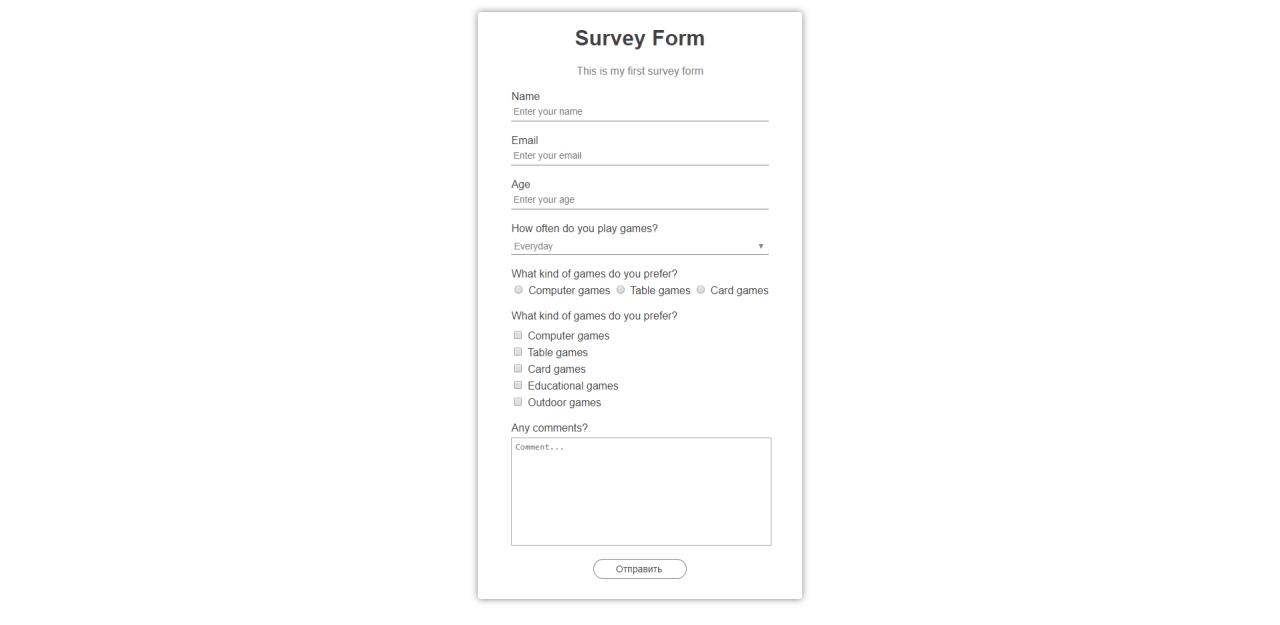 Survey Form
This is my first survey form
Name
Enter your name
Email
Enter your email
Age
Enter your age
How often do you play games?
Everyday
What kind of games do you prefer?
Computer games Table games Card games
What kind of games do you prefer?
Computer games
Table games
Card games
Educational games
Outdoor games
Any comments?
Comment...
Отправить